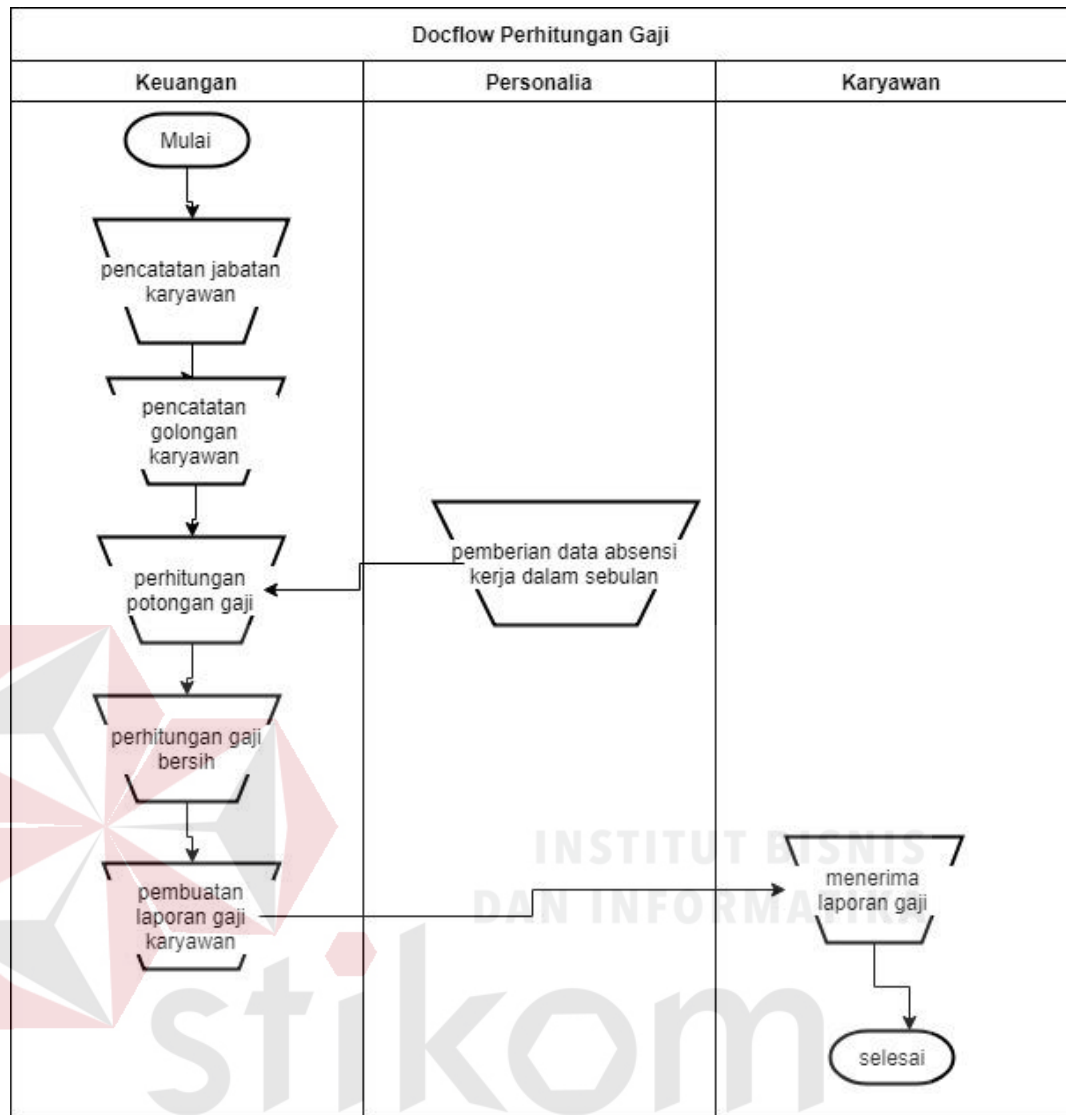 Docflow Perhitungan Gaji
Keuangan
Personalia
Karyawan
Mulai
pencatatan jabatan
karyawan
pencatatan
golongan
karyawan
pemberian data absensi
kerja dalam sebulan
perhitungan
potongan gaji
perhitungan gaji
bersih
pembuatan
laporan gaji
karyawan
menerima
laporan gaji
selesai
INSTITUT BISNIS
DAN INFORMATIKA
stikom